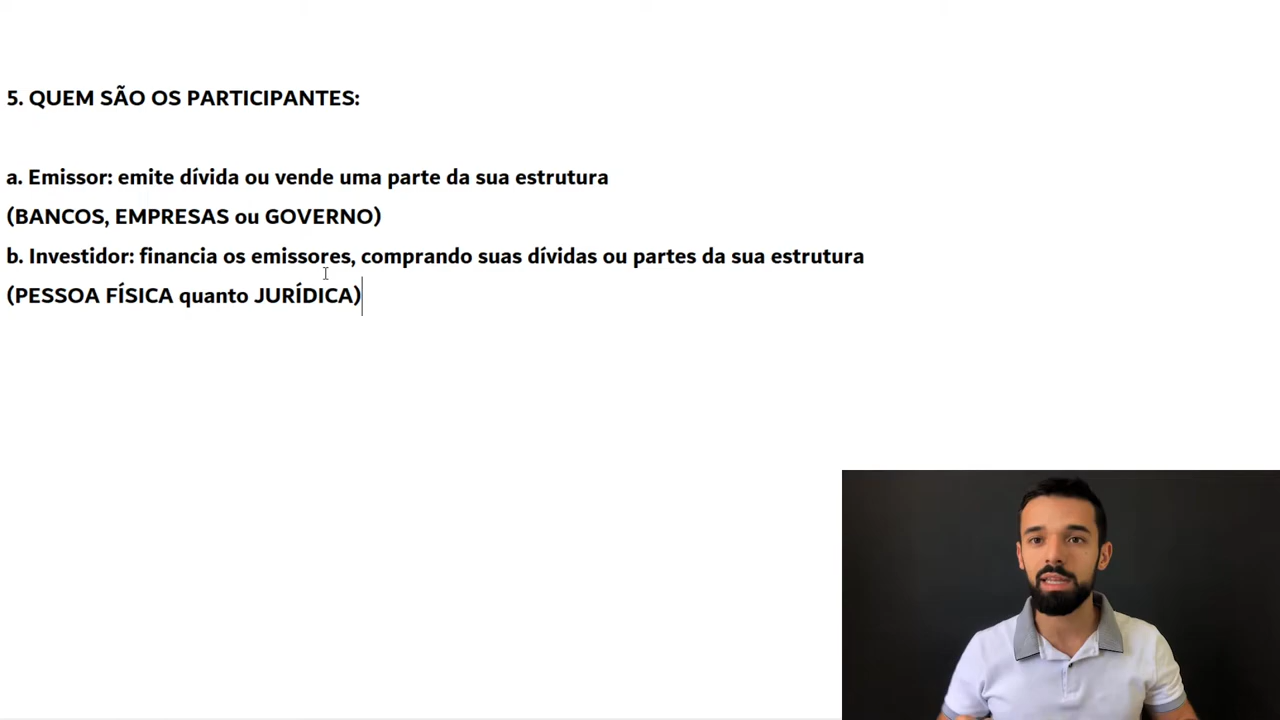 5. QUEM SÃO OS PARTICIPANTES:
a. Emissor: emite dívida ou vende uma parte da sua estrutura
(BANCOS, EMPRESAS ou GOVERNO)
b. Investidor: financia os emissores, comprando suas dívidas ou partes da sua estrutura
(PESSOA FÍSICA quanto JURÍDICA)